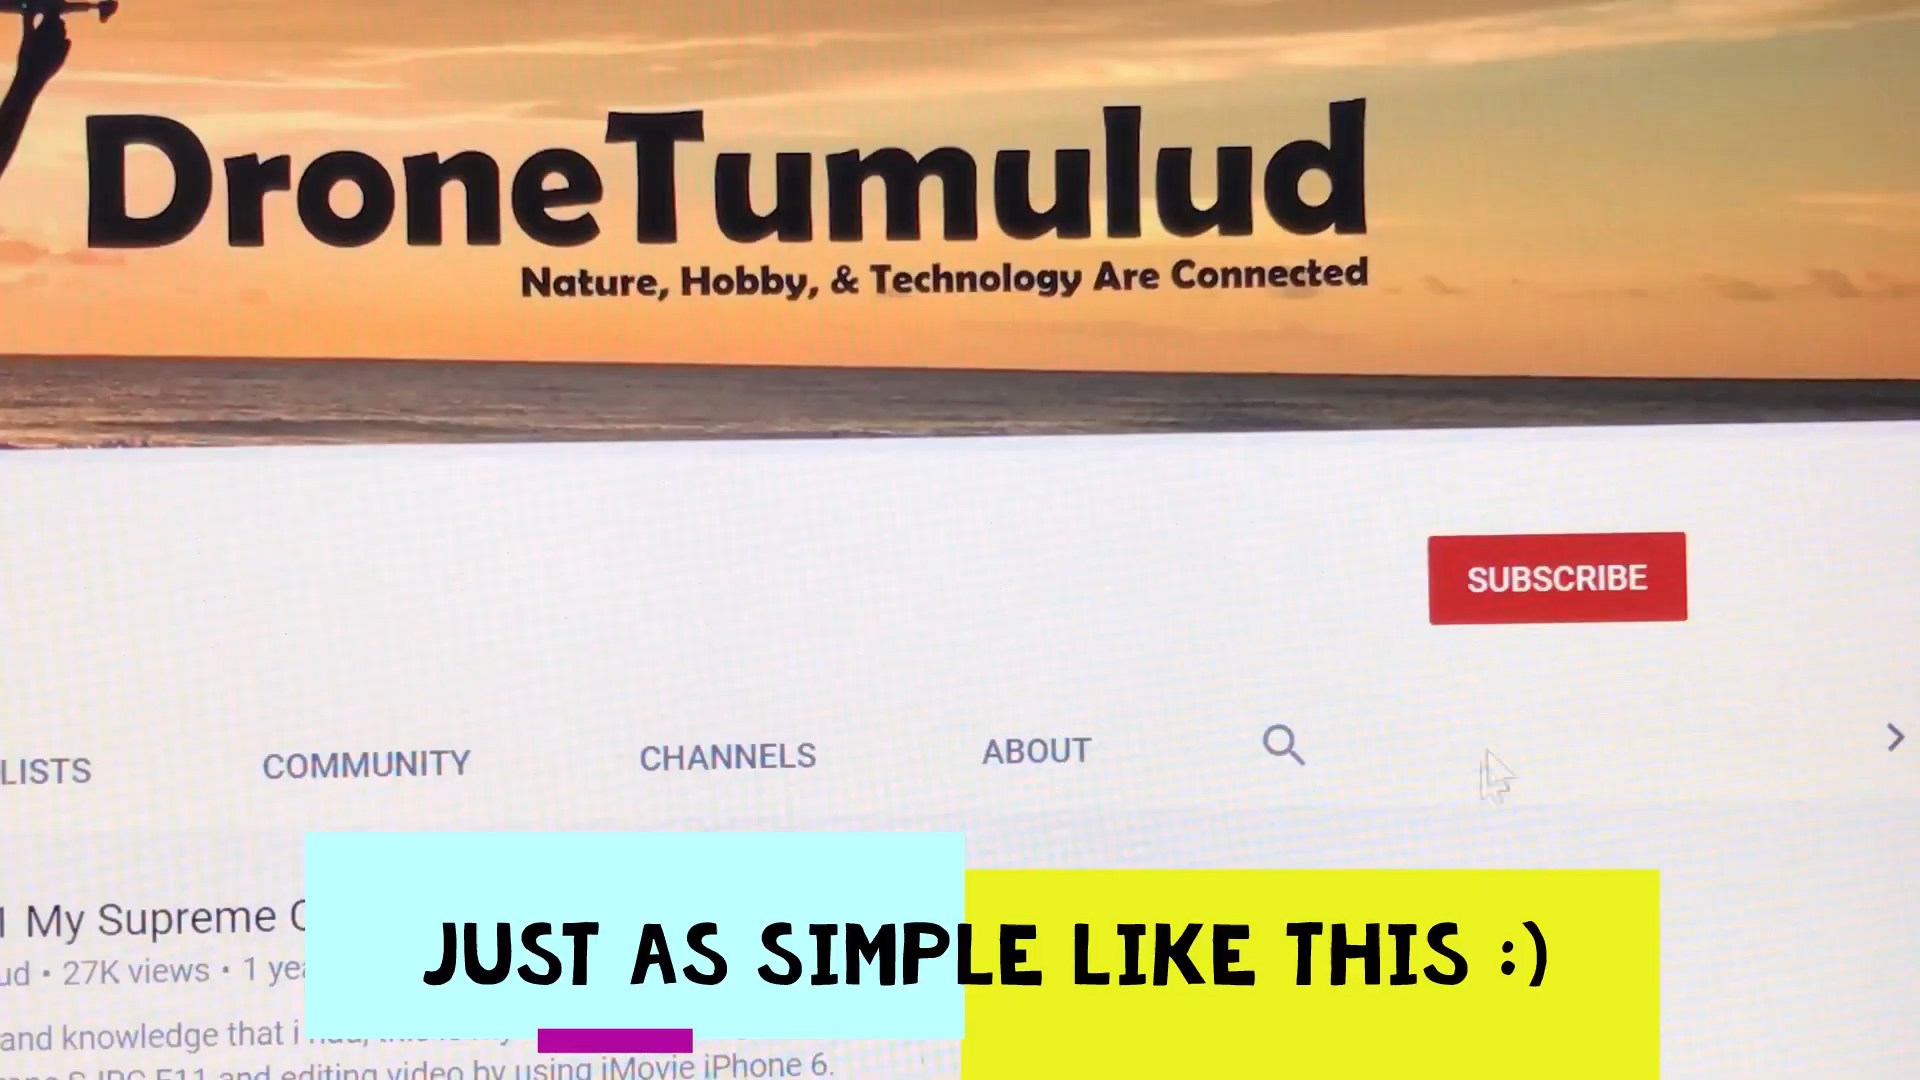 DroneTumulud
Nature, Hobby, & Technology Are Connected
SUBSCRIBE
LISTS COMMUNITY CHANNELS ABOUT
My Supreme
ud • 27K views • 1 yea
JUST AS SIMPLE LIKE THIS :)
and knowledge that i
and editing video by using iMovie iPhone 6.